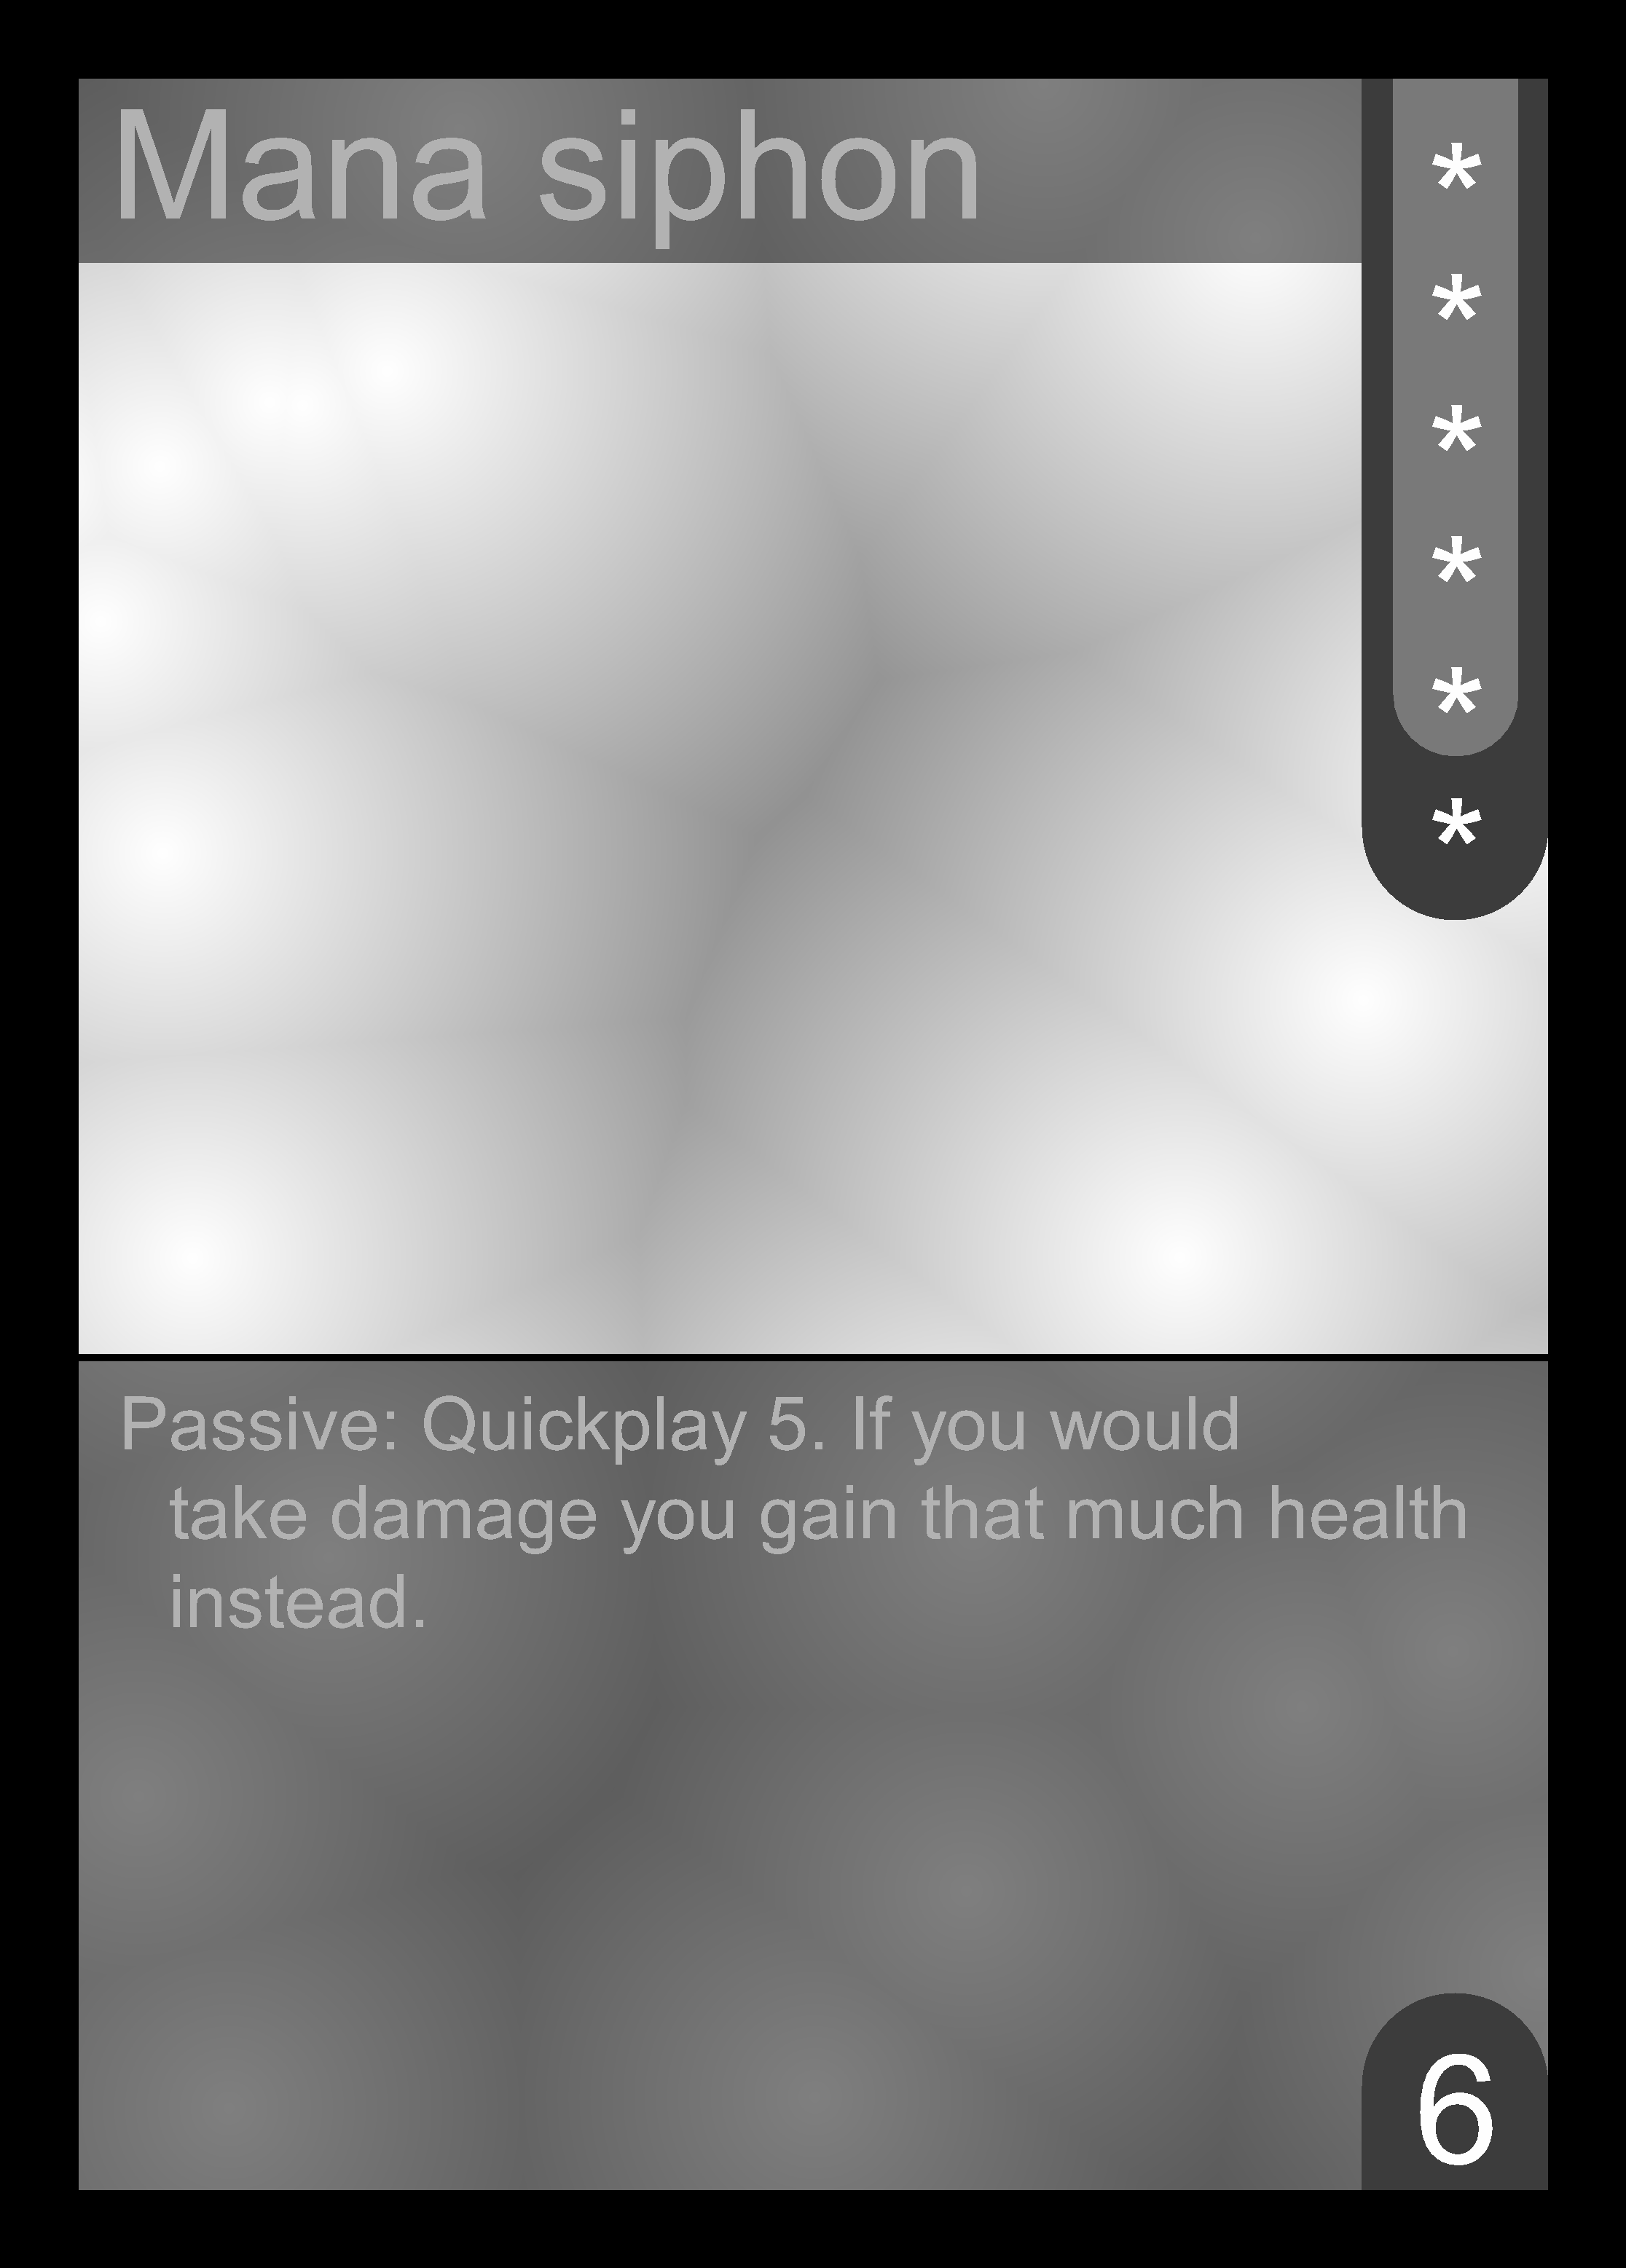 Mana siphon
*
*
*
*
*
*
Passive: Quickplay 5. If you would
take damage you gain that much health
instead.
6